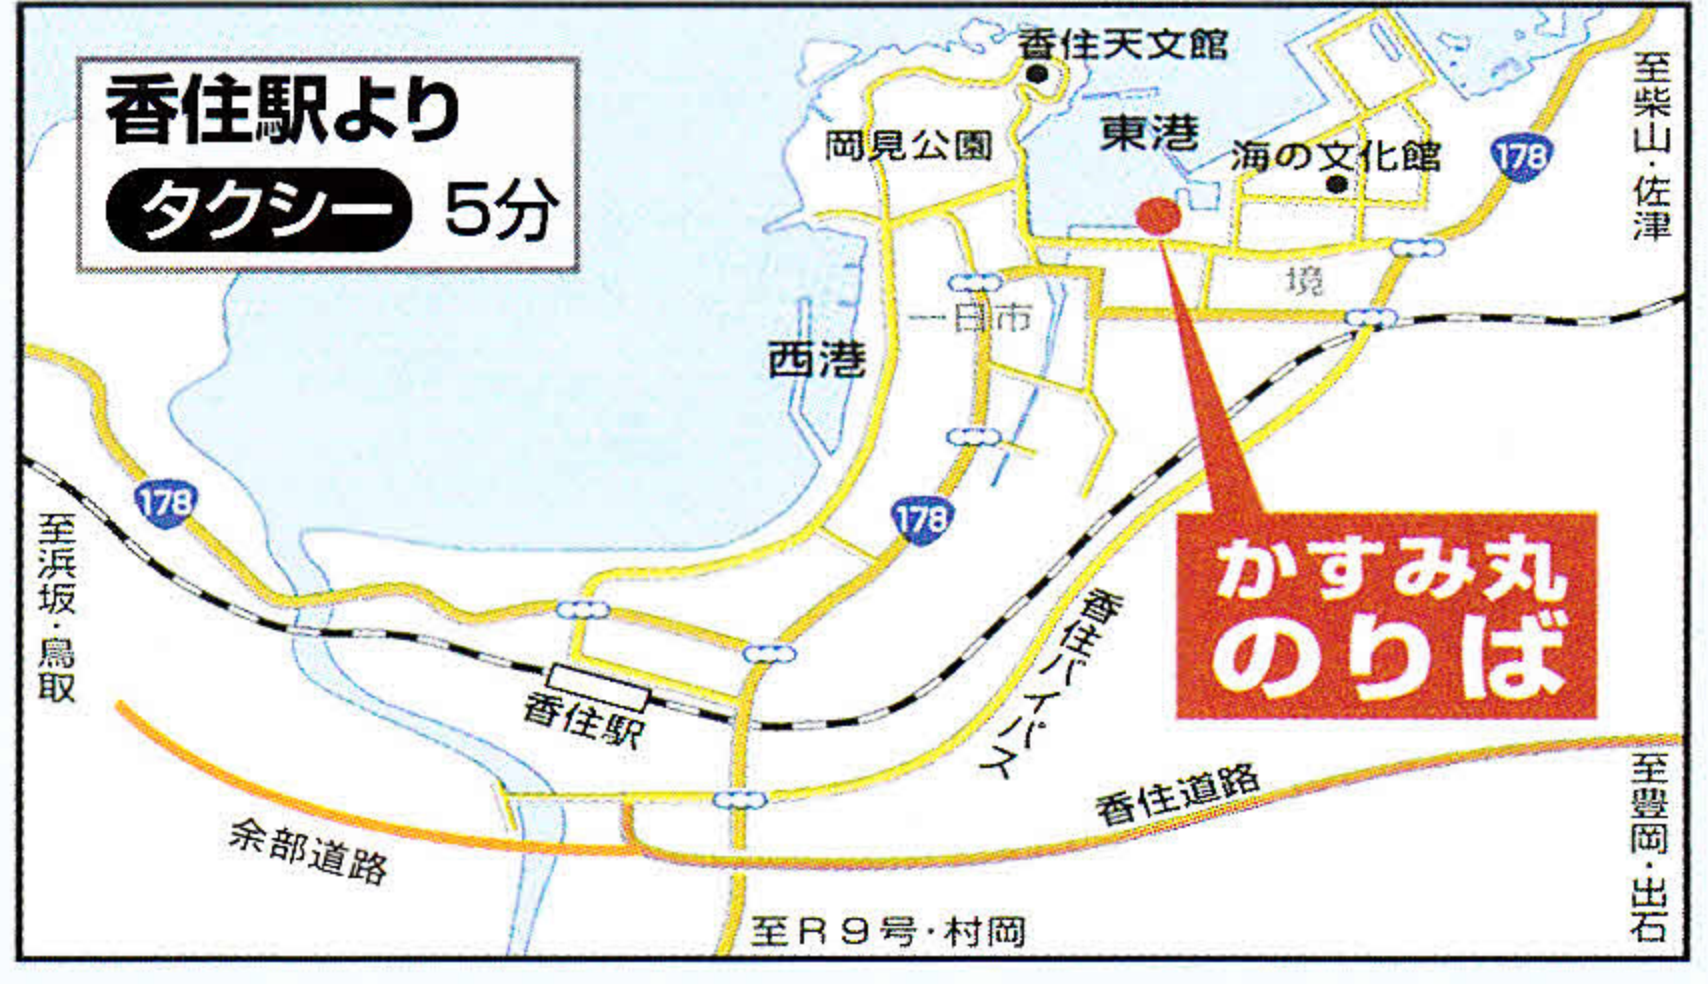 香住駅より
タクシー 5分
香住天文館
岡見公園
東港
海の文化館
178
至柴山・佐津
境
一日市
西港
178
178
至浜坂・鳥取
かすみ丸
のりば
香住バイパス
香住駅
香住道路
余部道路
至豊岡・出石
至R9号・村岡